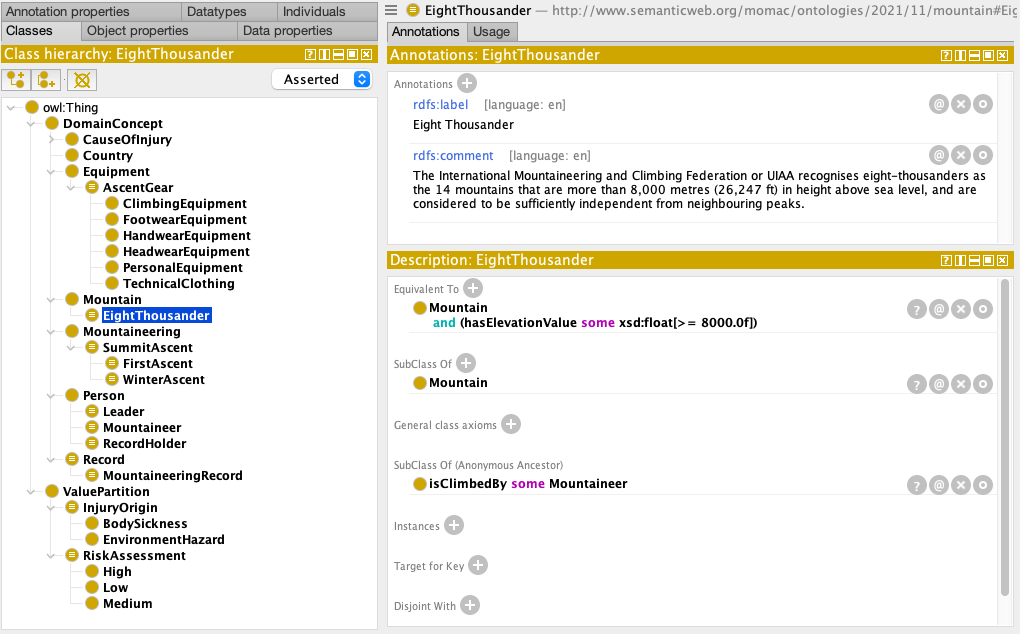 Annotation properties
Datatypes
Individuals
Classes
Object properties
Data properties
Class hierarchy: EightThousander
Asserted
owl:Thing
DomainConcept
CauseOfInjury
Country
Equipment
AscentGear
ClimbingEquipment
FootwearEquipment
HandwearEquipment
HeadwearEquipment
PersonalEquipment
TechnicalClothing
Mountain
EightThousander
Mountaineering
SummitAscent
FirstAscent
WinterAscent
Person
Leader
Mountaineer
RecordHolder
Record
MountaineeringRecord
ValuePartition
InjuryOrigin
BodySickness
EnvironmentHazard
RiskAssessment
High
Low
Medium
EightThousander — http://www.semanticweb.org/momac/ontologies/2021/11/mountain#Eig
Annotations
Usage
Annotations: EightThousander
Annotations
rdfs:label [language: en]
Eight Thousander
rdfs:comment [language: en]
The International Mountaineering and Climbing Federation or UIAA recognises eight-thousanders as
the 14 mountains that are more than 8,000 metres (26,247 ft) in height above sea level, and are
considered to be sufficiently independent from neighbouring peaks.
Description: EightThousander
Equivalent To
Mountain
and (hasElevationValue some xsd:float[>= 8000.0f])
SubClass Of
Mountain
General class axioms
SubClass Of (Anonymous Ancestor)
isClimbedBy some Mountaineer
Instances
Target for Key
Disjoint With